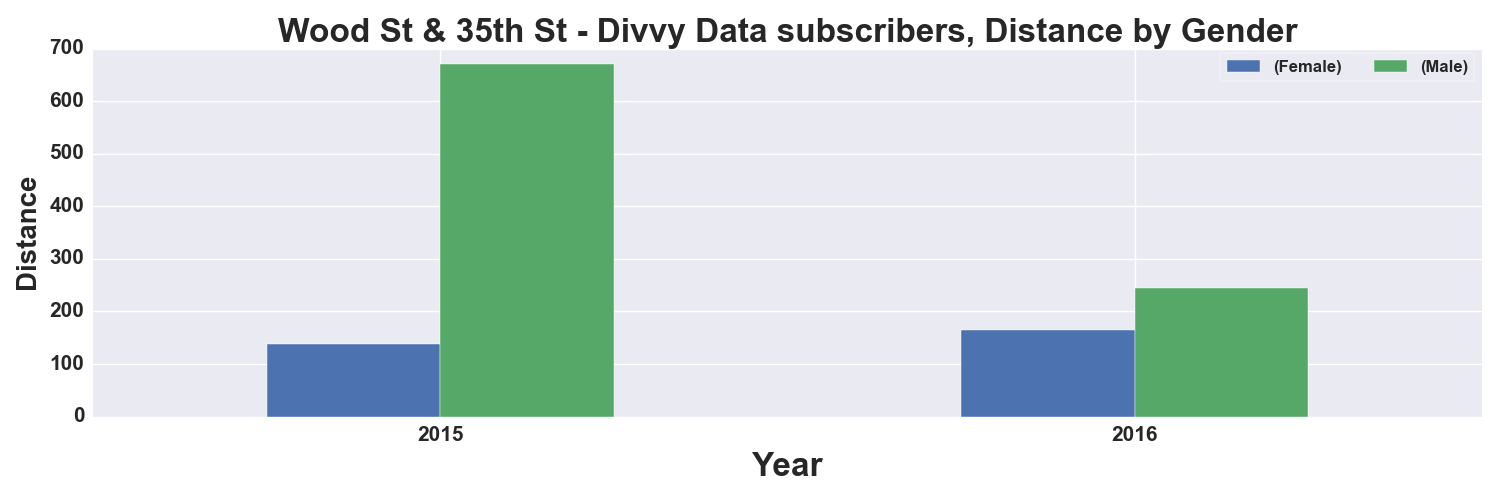 Wood St & 35th St - Divvy Data subscribers, Distance by Gender
700
600
500
400
300
200
100
0
Distance
(Female) (Male)
2015 2016
Year